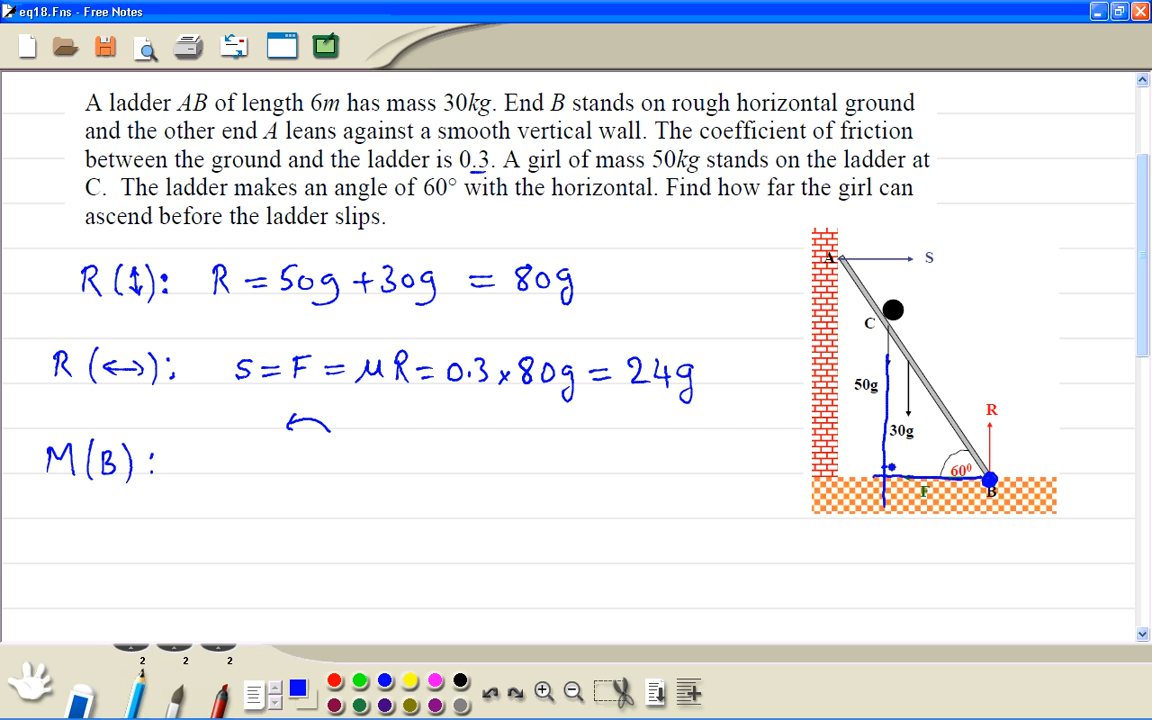 eq18.Fns - Free Notes
A ladder AB of length 6m has mass 30kg. End B stands on rough horizontal ground
and the other end A leans against a smooth vertical wall. The coefficient of friction
between the ground and the ladder is 0.3. A girl of mass 50kg stands on the ladder at
C. The ladder makes an angle of 60° with the horizontal. Find how far the girl can
ascend before the ladder slips.
R (↕): R = 50g + 30g = 80g
R (↔): S = F = μR = 0.3 × 80g = 24g
M(B):
A
S
C
50g
R
30g
60⁰
F
B
2 2 2